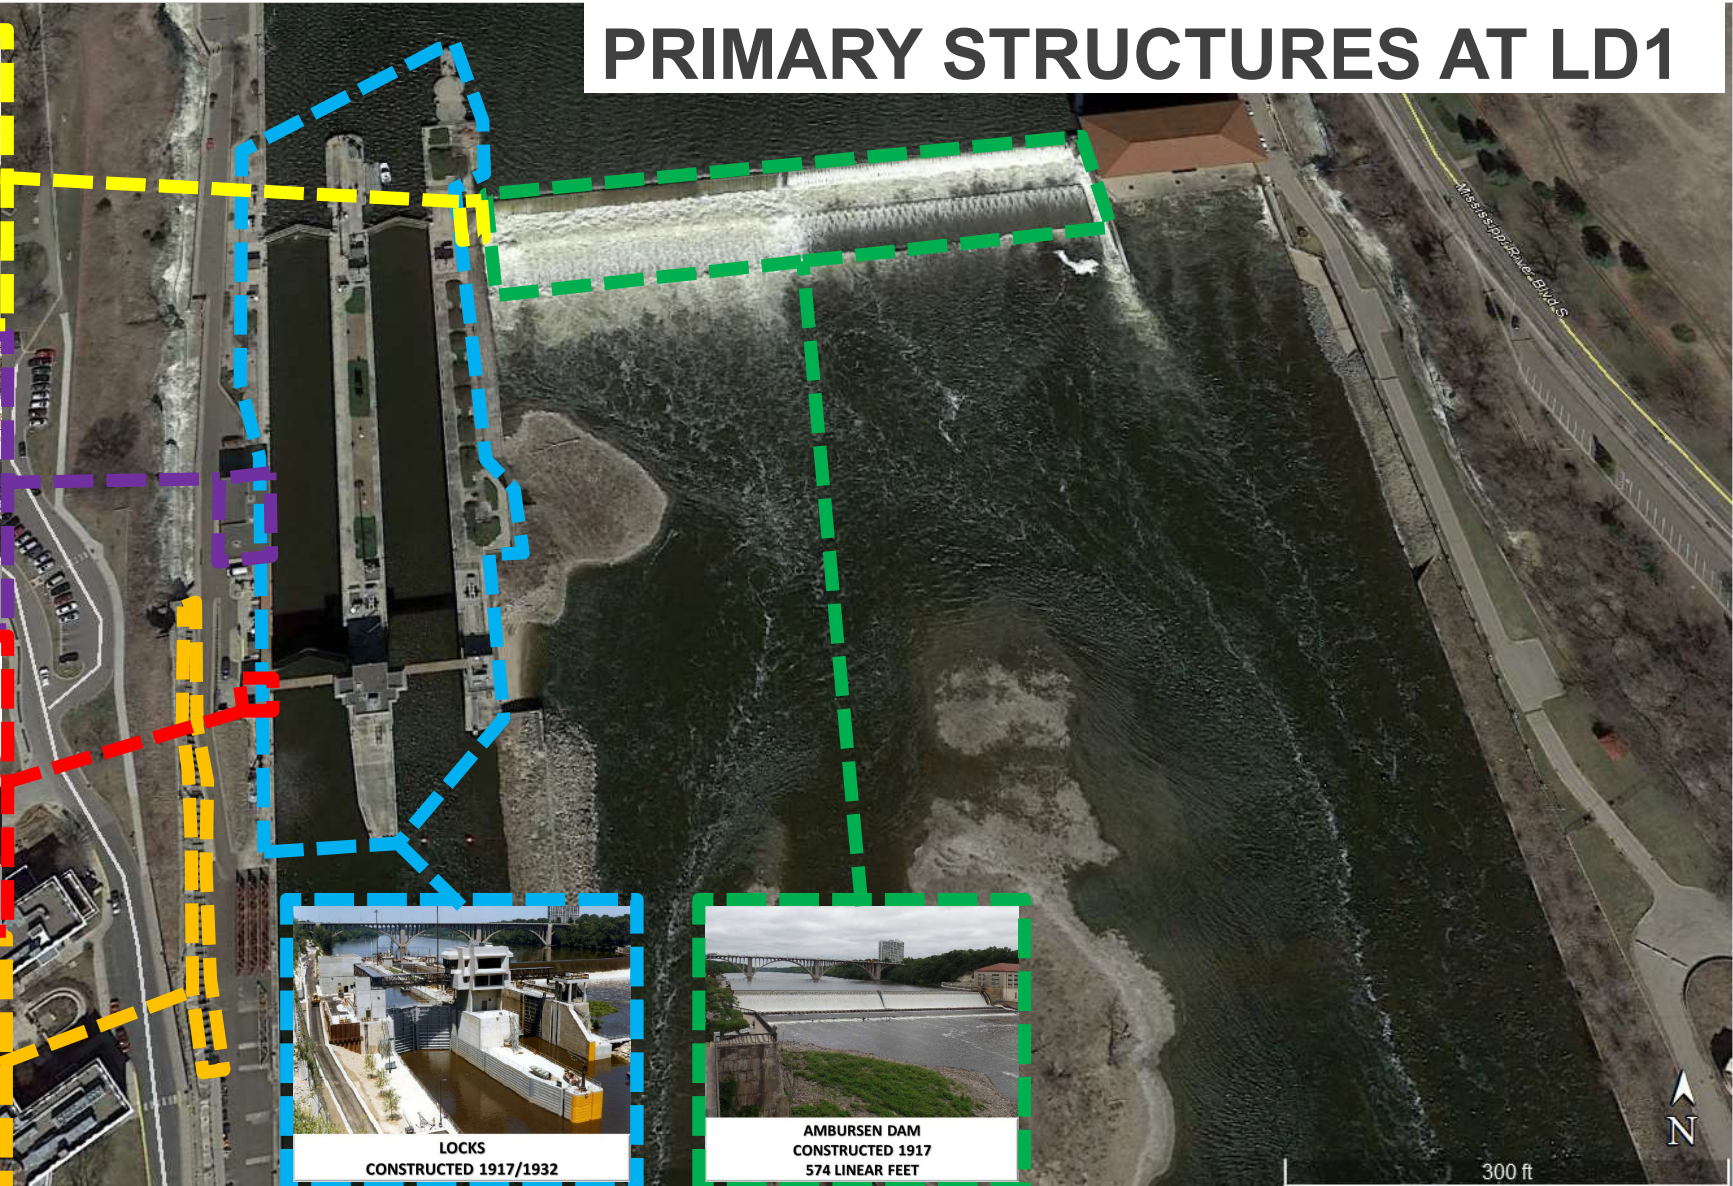 PRIMARY STRUCTURES AT LD1
Mississippi River Blvd S
LOCKS
CONSTRUCTED 1917/1932
AMBURSEN DAM
CONSTRUCTED 1917
574 LINEAR FEET
N
300 ft